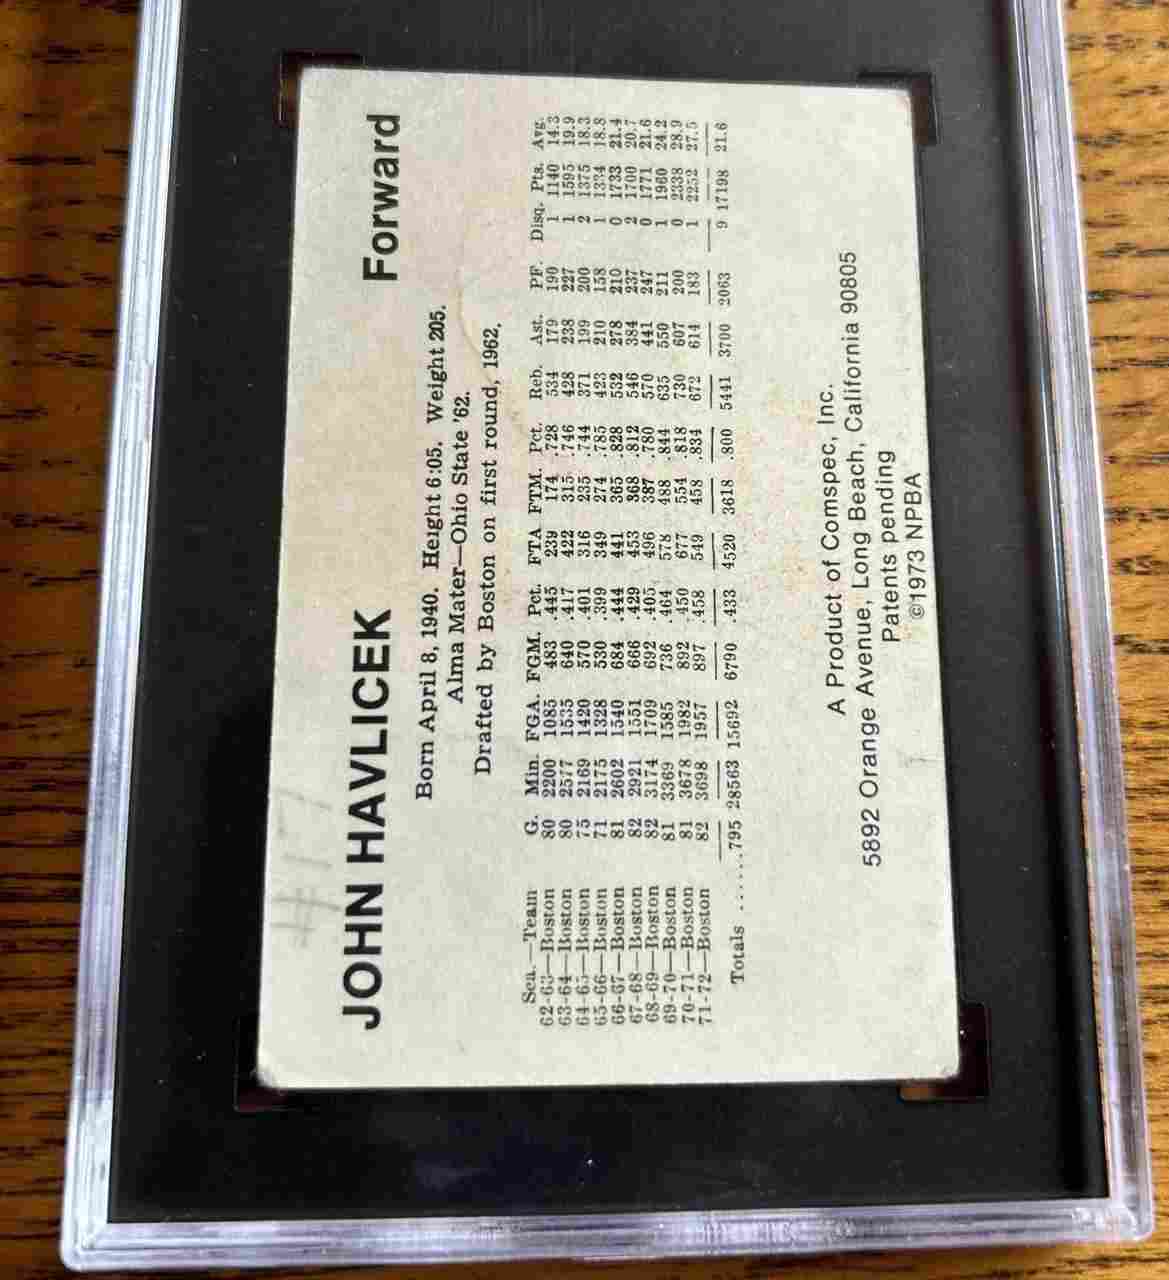 #17
JOHN HAVLICEK Forward
Born April 8, 1940. Height 6:05. Weight 205.
Alma Mater—Ohio State '62.
Drafted by Boston on first round, 1962.
Sea.—Team G. Min. FGA. FGM. Pct. FTA FTM. Pct. Reb. Ast. PF. Disq. Pts. Avg.
62-63—Boston 80 2200 1085 483 .445 239 174 .728 534 179 190 1 1140 14.3
63-64—Boston 80 2577 1535 640 .417 422 315 .746 428 238 227 1 1595 19.9
64-65—Boston 75 2169 1420 570 .401 316 235 .744 371 199 200 2 1375 18.3
65-66—Boston 71 2175 1328 530 .399 349 274 .785 423 210 158 1 1334 18.8
66-67—Boston 81 2602 1540 684 .444 441 365 .828 532 278 210 0 1733 21.4
67-68—Boston 82 2921 1551 666 .429 453 368 .812 546 384 237 2 1700 20.7
68-69—Boston 82 3174 1709 692 .405 496 387 .780 570 441 247 0 1771 21.6
69-70—Boston 81 3369 1585 736 .464 578 488 .844 635 550 211 1 1960 24.2
70-71—Boston 81 3678 1982 892 .450 677 554 .818 730 607 200 0 2338 28.9
71-72—Boston 82 3698 1957 897 .458 549 458 .834 672 614 183 1 2252 27.5
Totals ......795 28563 15692 6790 .433 4520 3618 .800 5441 3700 2063 9 17198 21.6
A Product of Comspec, Inc.
5892 Orange Avenue, Long Beach, California 90805
Patents pending
©1973 NPBA